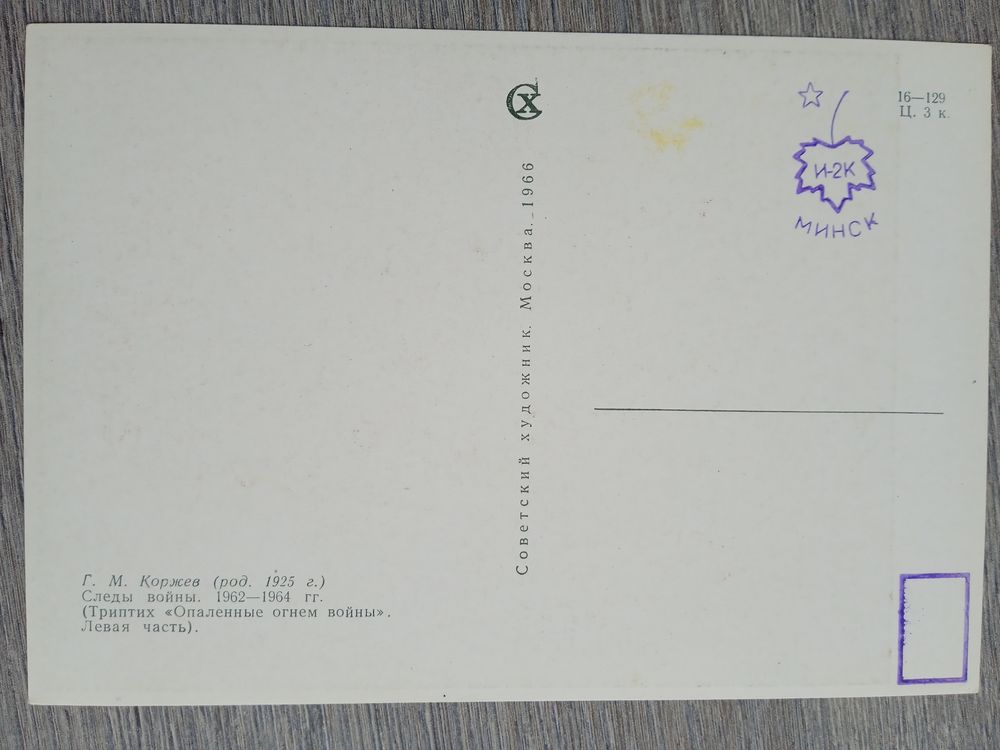 СХ
Советский художник. Москва. 1966
16—129
Ц. 3 к.
И-2К
МИНСК
Г. М. Коржев (род. 1925 г.)
Следы войны. 1962—1964 гг.
(Триптих «Опаленные огнем войны».
Левая часть).